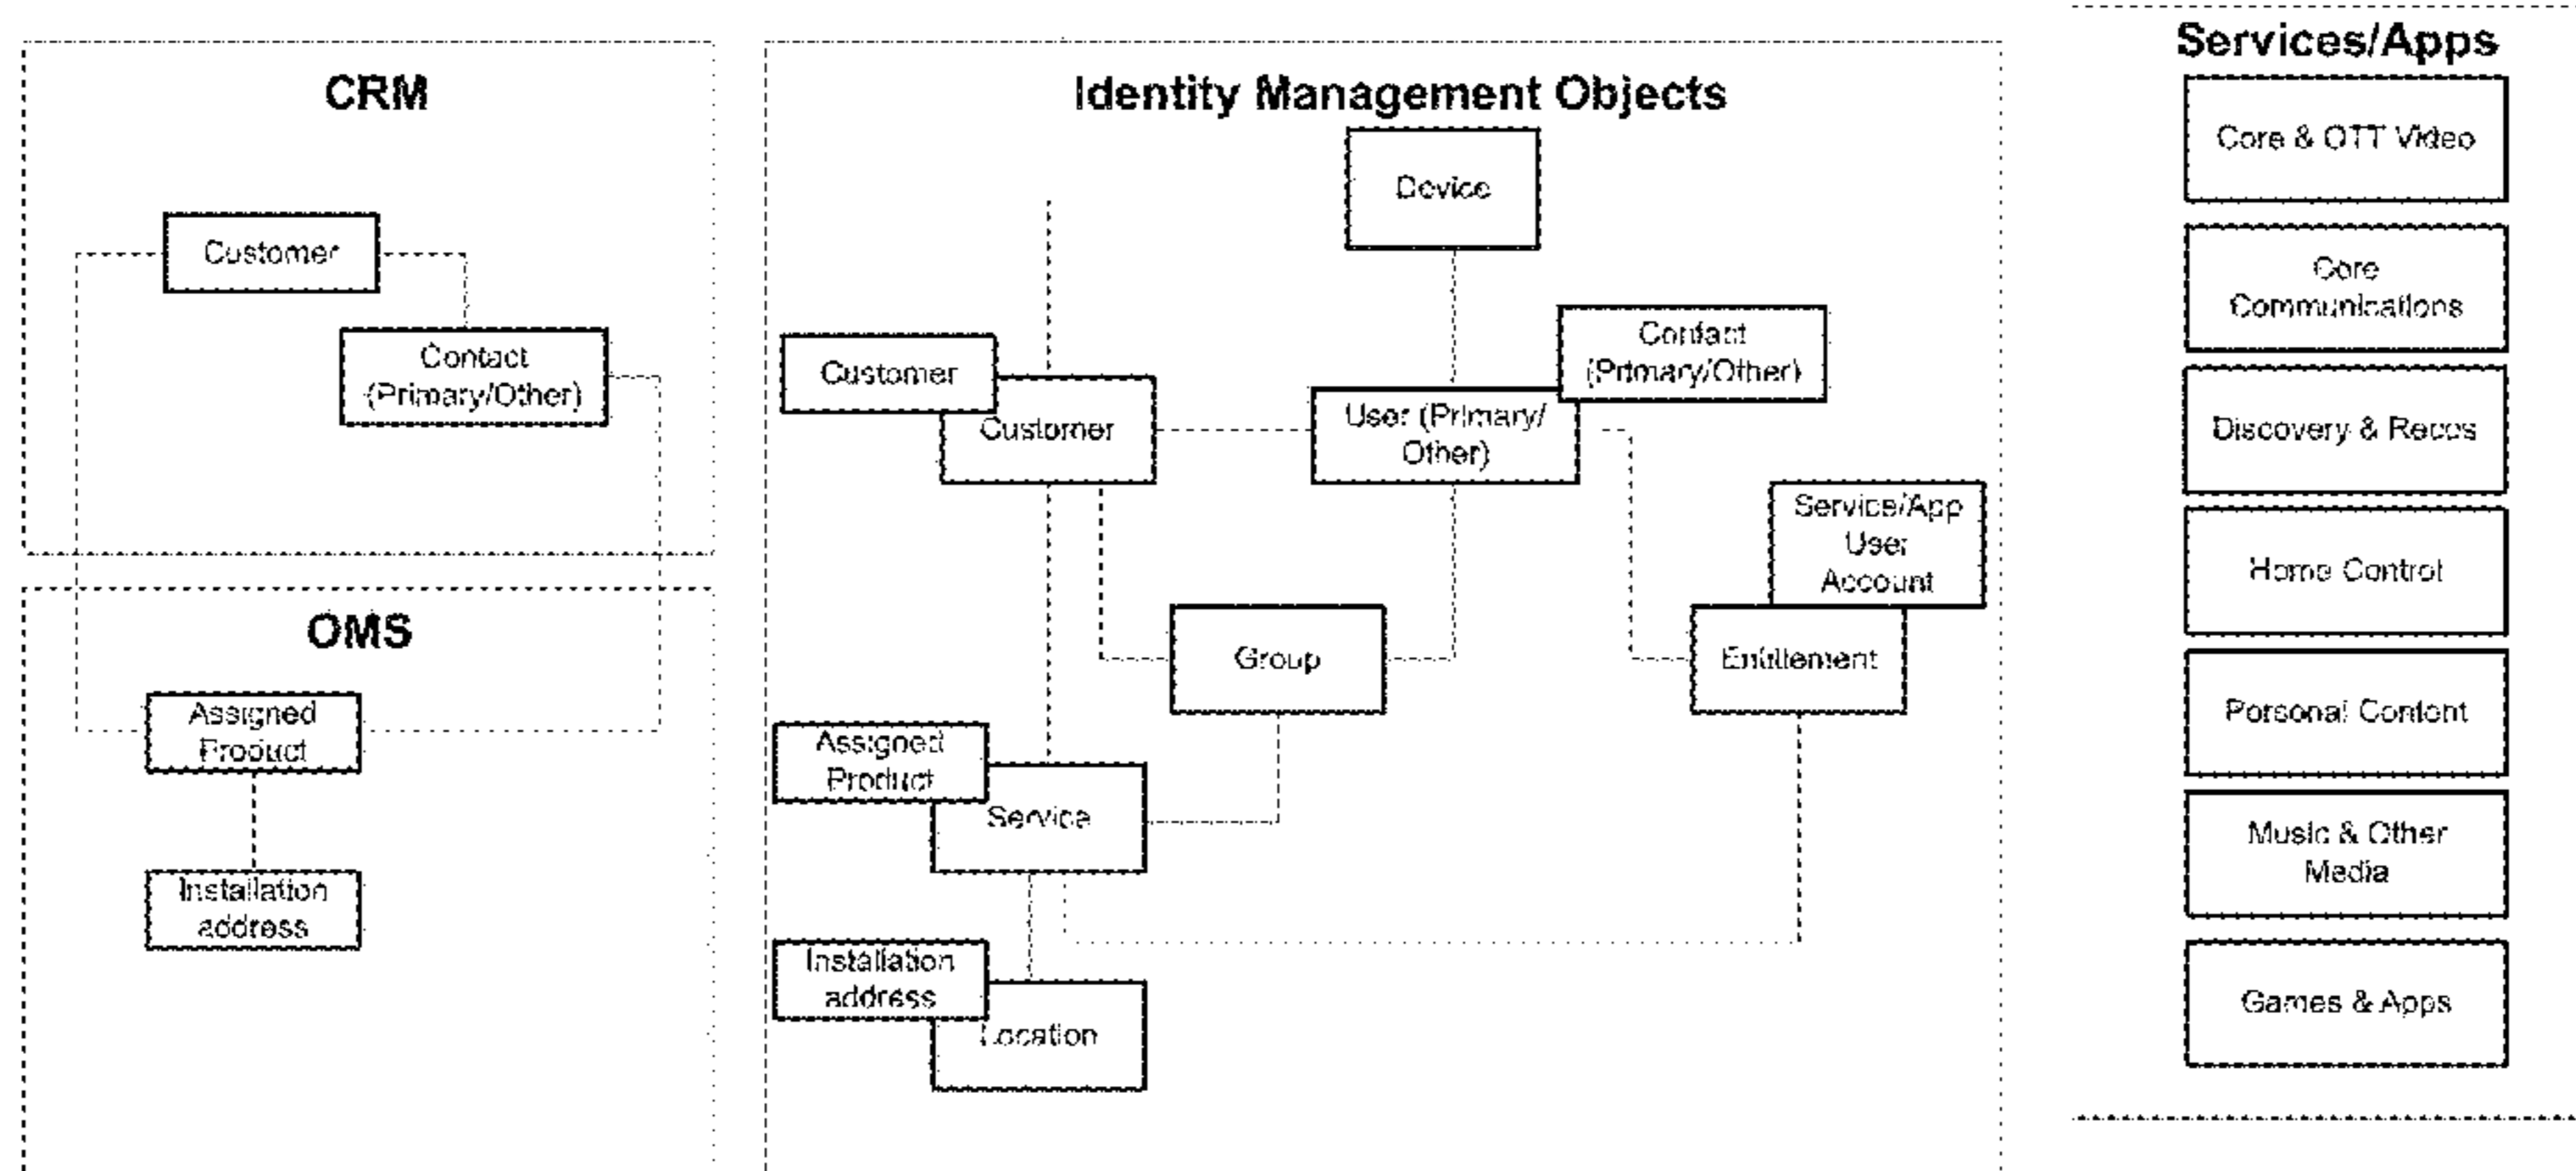 CRM
Customer
Contact
(Primary/Other)
OMS
Assigned
Product
Installation
address
Identity Management Objects
Device
Customer
Customer
Contact
(Primary/Other)
User (Primary/
Other)
Service/App
User
Account
Group
Entitlement
Assigned
Product
Service
Installation
address
Location
Services/Apps
Core & OTT Video
Core
Communications
Discovery & Recos
Home Control
Personal Content
Music & Other
Media
Games & Apps